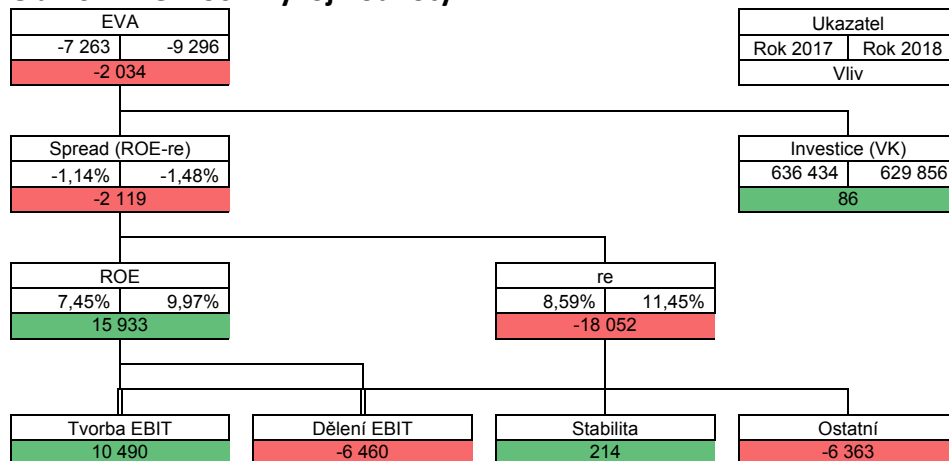 EVA
-7 263 -9 296
-2 034
Ukazatel
Rok 2017 Rok 2018
Vliv
Spread (ROE-re)
-1,14% -1,48%
-2 119
Investice (VK)
636 434 629 856
86
ROE
7,45% 9,97%
15 933
re
8,59% 11,45%
-18 052
Tvorba EBIT
10 490
Dělení EBIT
-6 460
Stabilita
214
Ostatní
-6 363